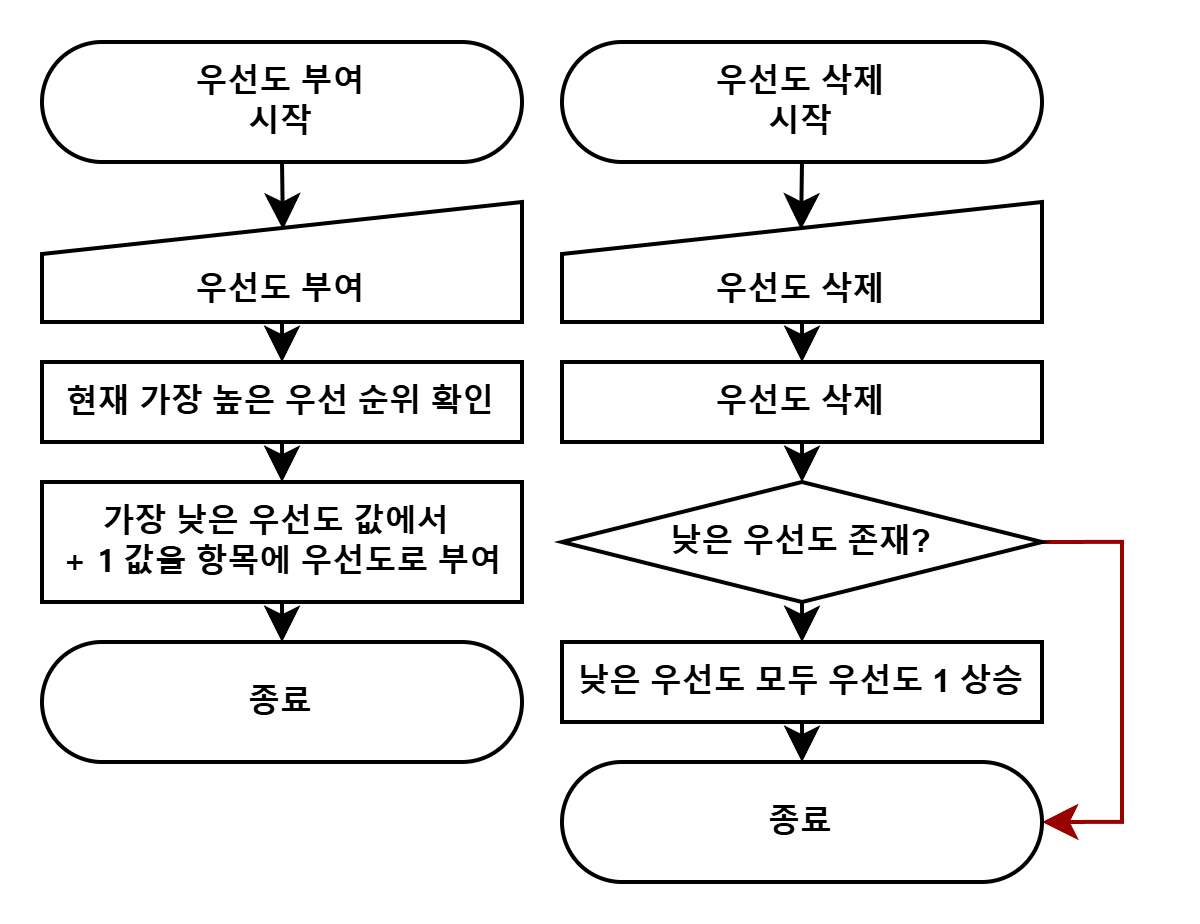 우선도 부여
시작
우선도 부여
현재 가장 높은 우선 순위 확인
가장 낮은 우선도 값에서
+ 1 값을 항목에 우선도로 부여
종료
우선도 삭제
시작
우선도 삭제
우선도 삭제
낮은 우선도 존재?
낮은 우선도 모두 우선도 1 상승
종료